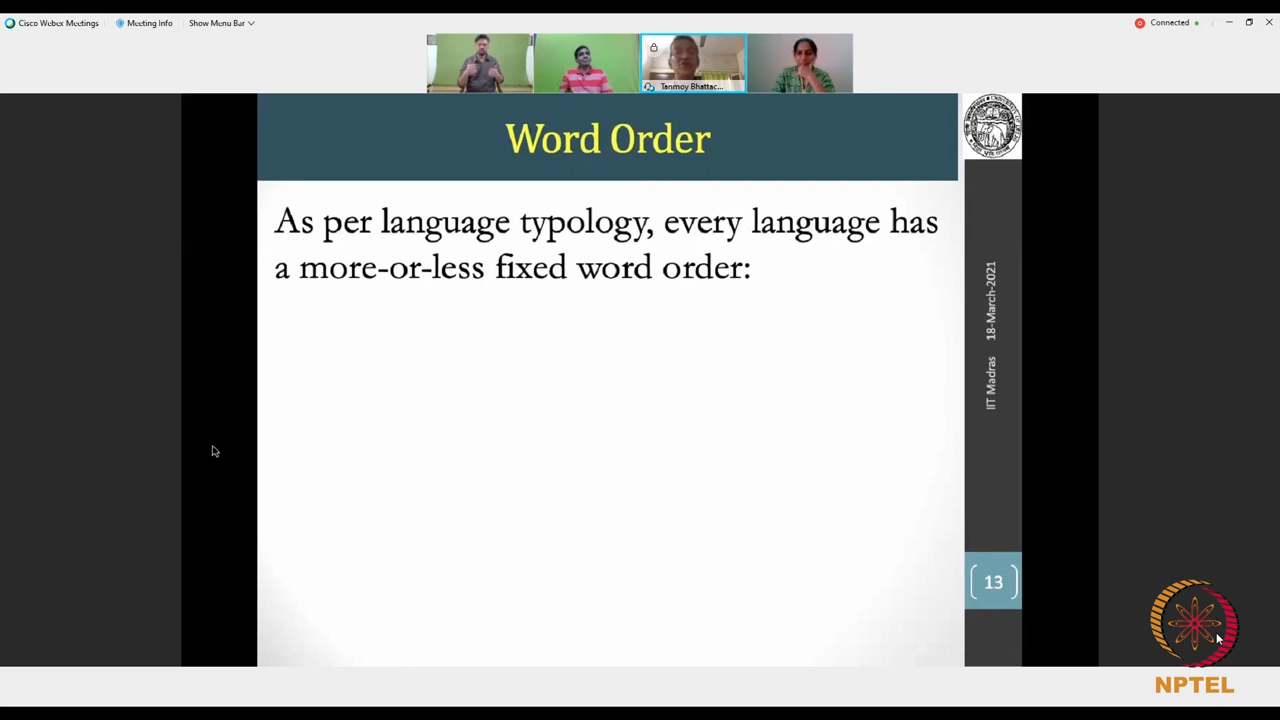 Cisco Webex Meetings
Meeting Info
Show Menu Bar
Connected
Tanmoy Bhattac...
Word Order
As per language typology, every language has
a more-or-less fixed word order:
IIT Madras 18-March-2021
13
NPTEL